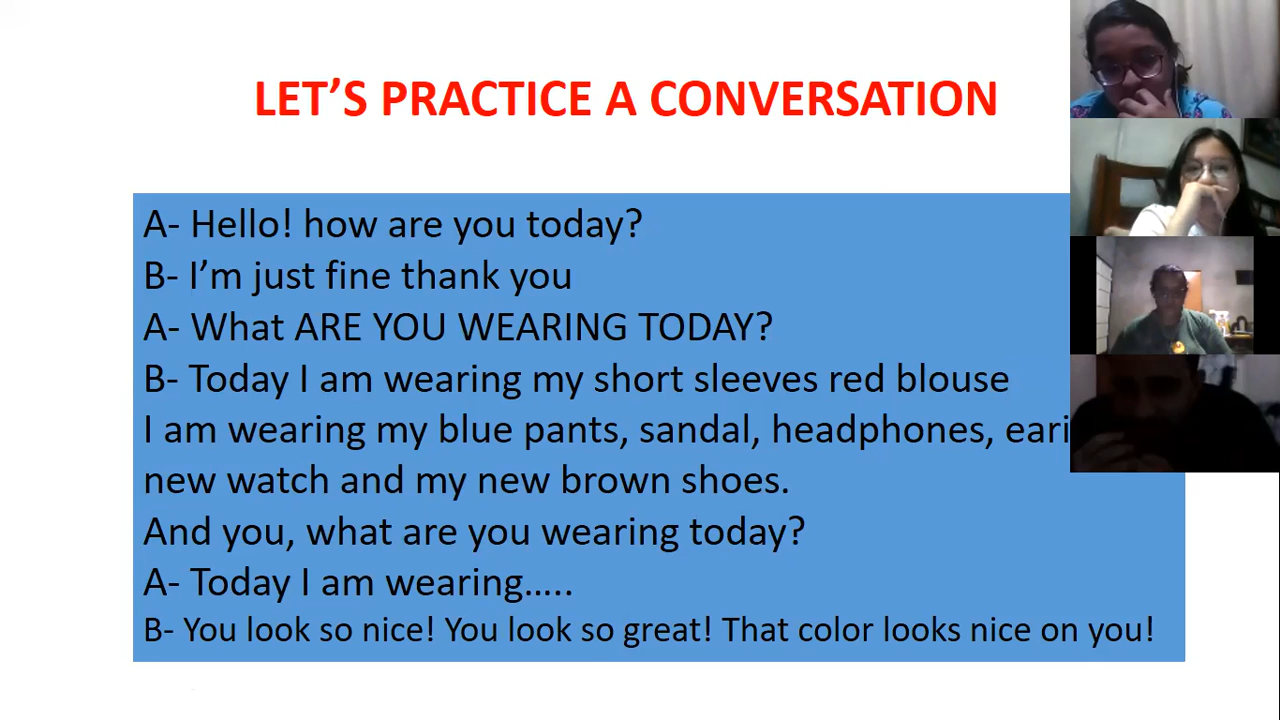 LET’S PRACTICE A CONVERSATION
A- Hello! how are you today?
B- I’m just fine thank you
A- What ARE YOU WEARING TODAY?
B- Today I am wearing my short sleeves red blouse
I am wearing my blue pants, sandal, headphones,
new watch and my new brown shoes.
And you, what are you wearing today?
A- Today I am wearing…..
B- You look so nice! You look so great! That color looks nice on you!